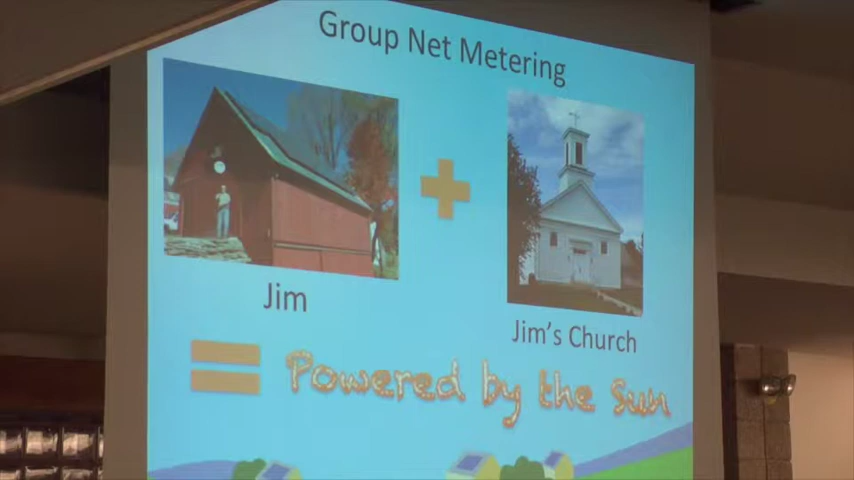 Group Net Metering
Jim
Jim's Church
Powered by the Sun